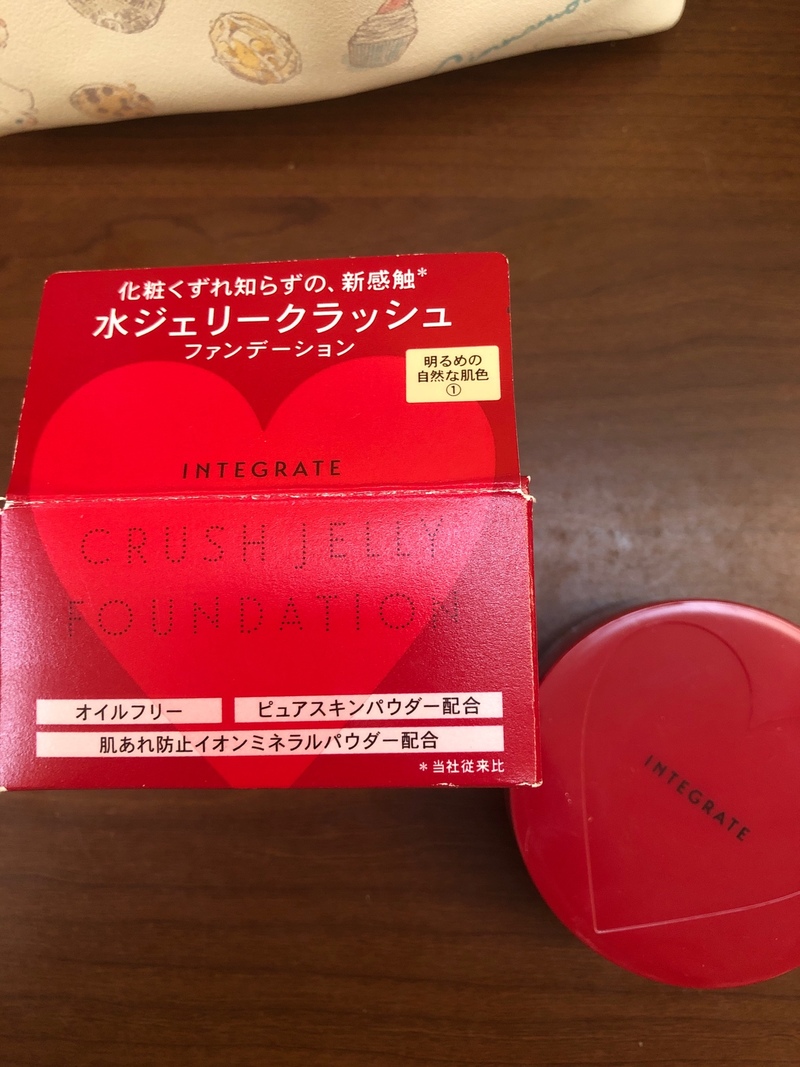 Cinnamo
化粧くずれ知らずの、新感触*
水ジェリークラッシュ
ファンデーション
明るめの
自然な肌色
①
INTEGRATE
CRUSH JELLY
FOUNDATION
オイルフリー
ピュアスキンパウダー配合
肌あれ防止イオンミネラルパウダー配合
*当社従来比
INTEGRATE